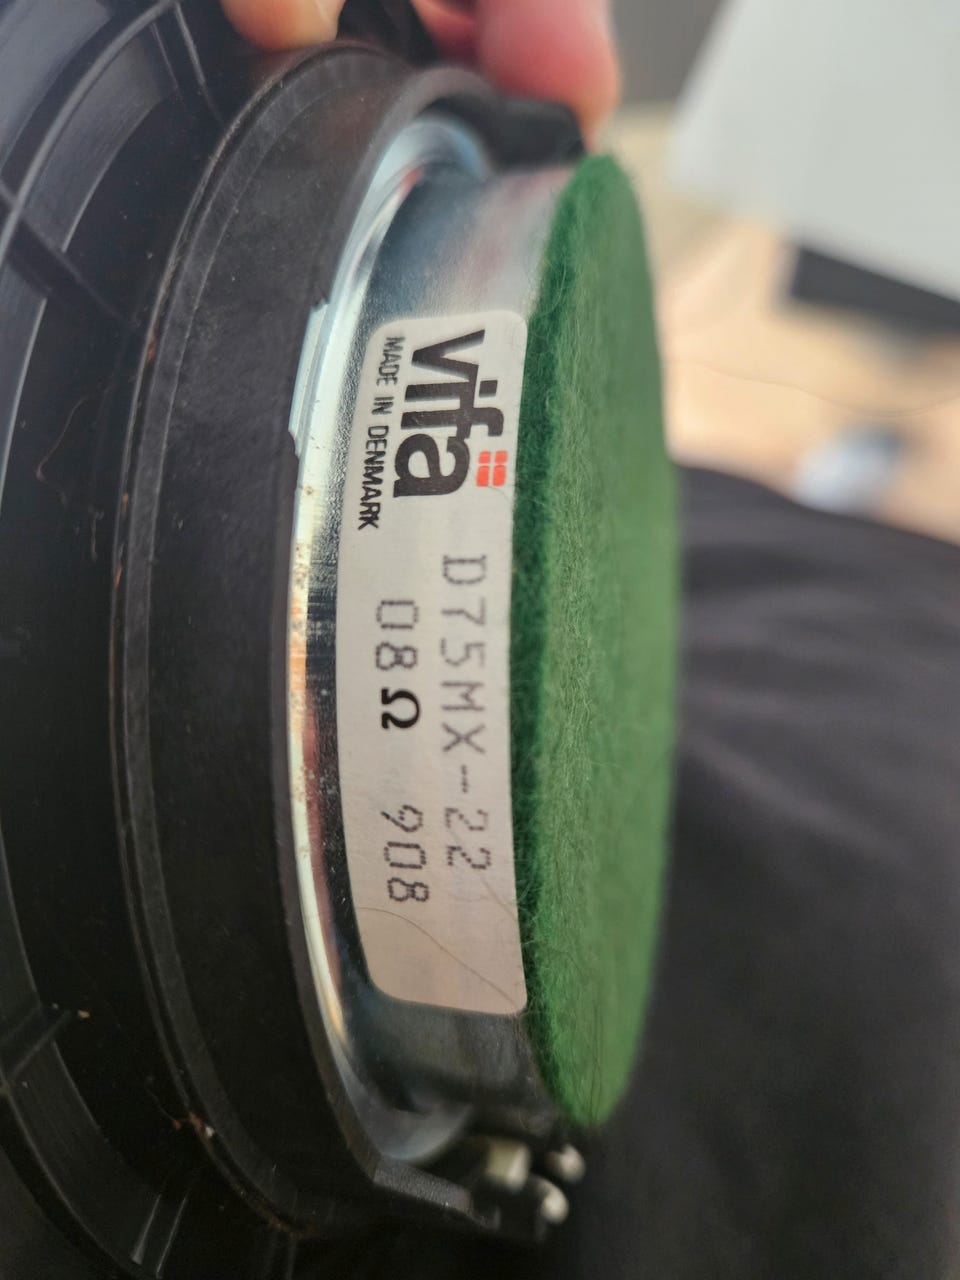 vifa
MADE IN DENMARK
D75MX-22
08Ω 908